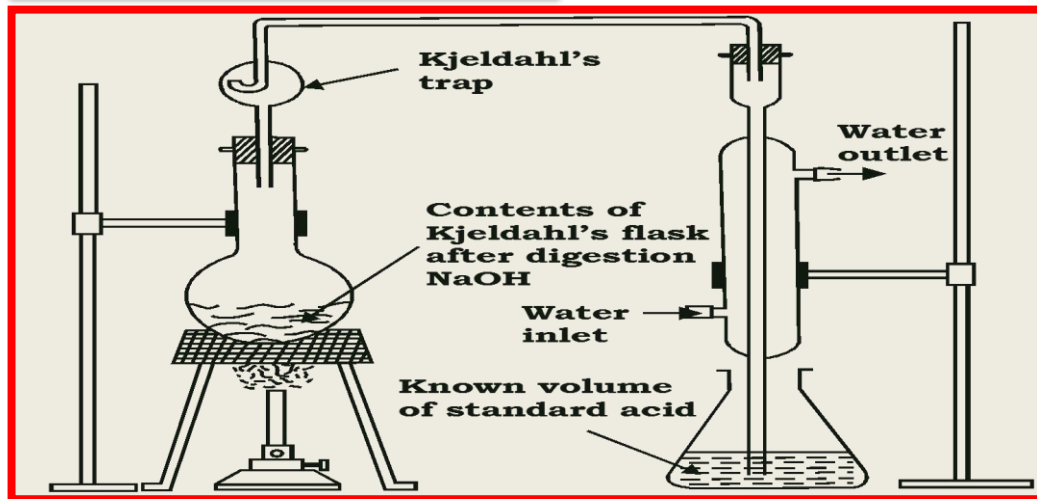 Kjeldahl's
trap
Water
outlet
Contents of
Kjeldahl's flask
after digestion
NaOH
Water
inlet
Known volume
of standard acid